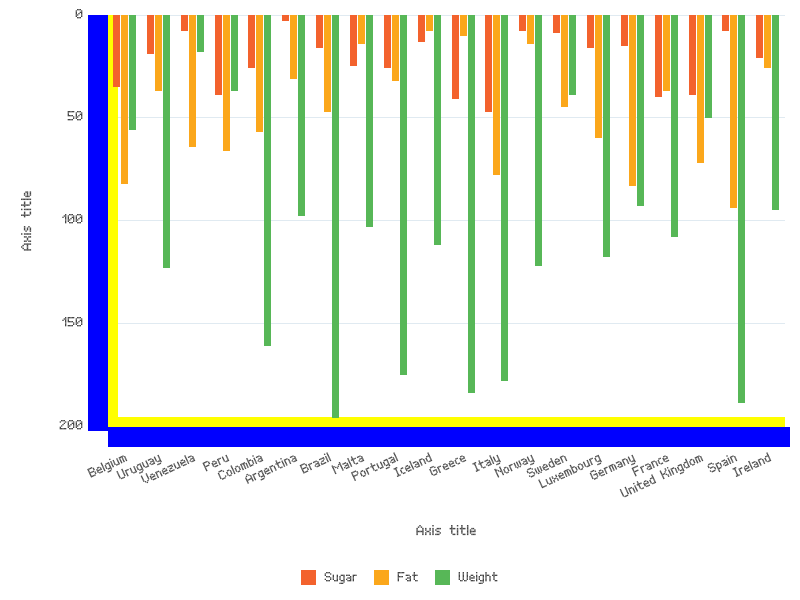 0
50
100
150
200
Axis title
Belgium
Uruguay
Venezuela
Peru
Colombia
Argentina
Brazil
Malta
Portugal
Iceland
Greece
Italy
Norway
Sweden
Luxembourg
Germany
France
United Kingdom
Spain
Ireland
Axis title
Sugar Fat Weight